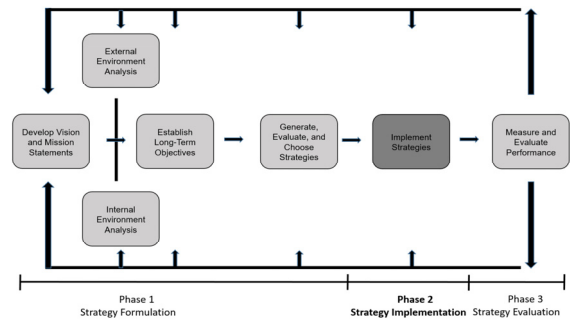 External
Environment
Analysis
Develop Vision
and Mission
Statements
Establish
Long-Term
Objectives
Generate,
Evaluate, and
Choose
Strategies
Implement
Strategies
Measure and
Evaluate
Performance
Internal
Environment
Analysis
Phase 1
Strategy Formulation
Phase 2
Strategy Implementation
Phase 3
Strategy Evaluation